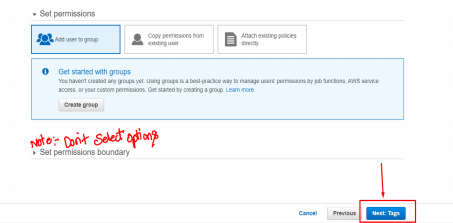 Set permissions
Add user to group
Copy permissions from
existing user
Attach existing policies
directly
Get started with groups
You haven't created any groups yet. Using groups is a best-practice way to manage users' permissions by job functions, AWS service
access, or your custom permissions. Get started by creating a group. Learn more
Create group
Note:- Don't Select options
Set permissions boundary
Cancel
Previous
Next: Tags